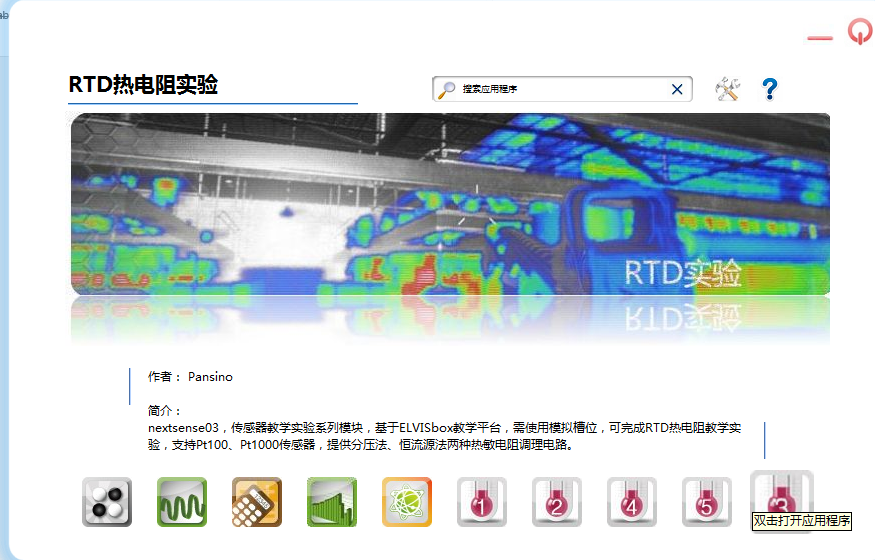 RTD热电阻实验
搜索应用程序
RTD实验
作者： Pansino
简介：
nextsense03，传感器教学实验系列模块，基于ELVISbox教学平台，需使用模拟槽位，可完成RTD热电阻教学实
验，支持Pt100、Pt1000传感器，提供分压法、恒流源法两种热敏电阻调理电路。
1 2 4 5 3
双击打开应用程序